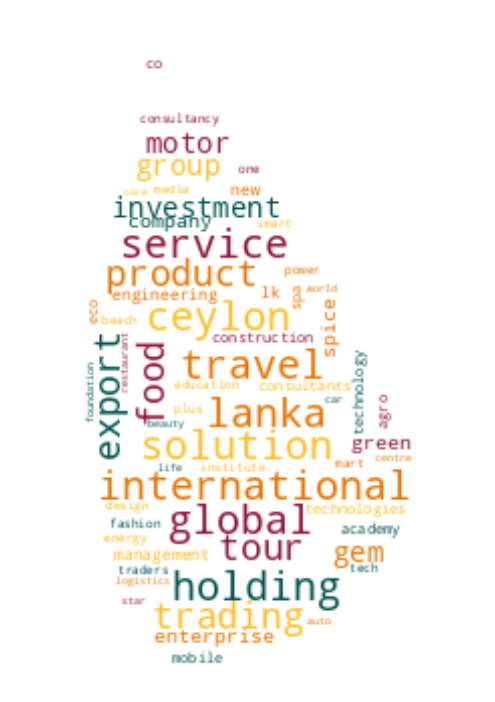 co
consultancy
motor
group
one
care
media
new
investment
company
smart
service
product
power
engineering
lk
spa
world
eco
beach
ceylon
spice
construction
export
restaurant
food
travel
technology
foundation
education
consultants
car
agro
plus
lanka
beauty
green
solution
centre
life
institute
mart
international
design
technologies
global
fashion
academy
energy
tour
management
gem
traders
tech
logistics
holding
star
trading
auto
enterprise
mobile